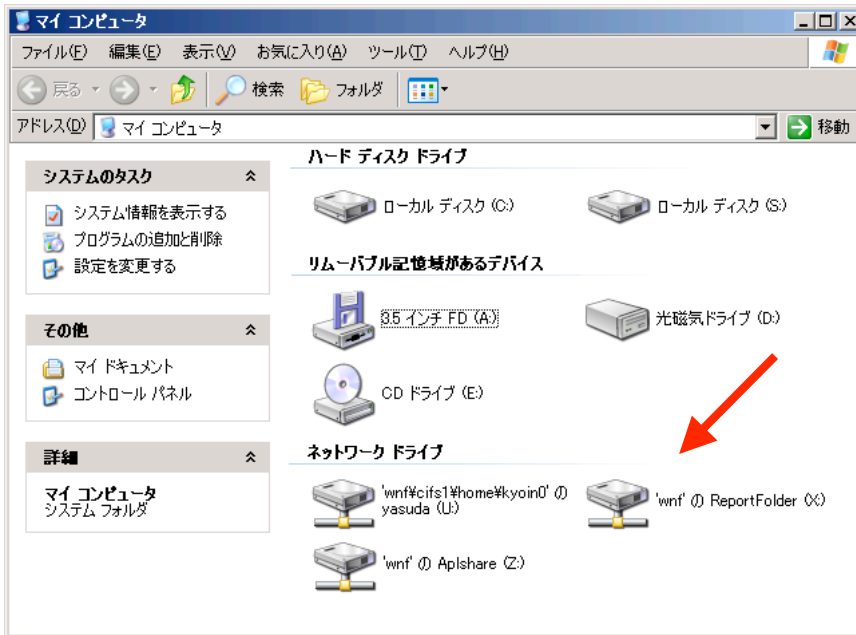 マイ コンピュータ
ファイル(F) 編集(E) 表示(V) お気に入り(A) ツール(T) ヘルプ(H)
戻る 検索 フォルダ
アドレス(D) マイ コンピュータ 移動
システムのタスク
システム情報を表示する
プログラムの追加と削除
設定を変更する
その他
マイ ドキュメント
コントロール パネル
詳細
マイ コンピュータ
システム フォルダ
ハード ディスク ドライブ
ローカル ディスク (C:) ローカル ディスク (S:)
リムーバブル記憶域があるデバイス
3.5 インチ FD (A:) 光磁気ドライブ (D:)
CD ドライブ (E:)
ネットワーク ドライブ
'wnf¥cifs1¥home¥kyoin0' の
yasuda (U:)
'wnf' の ReportFolder (X:)
'wnf' の Aplshare (Z:)